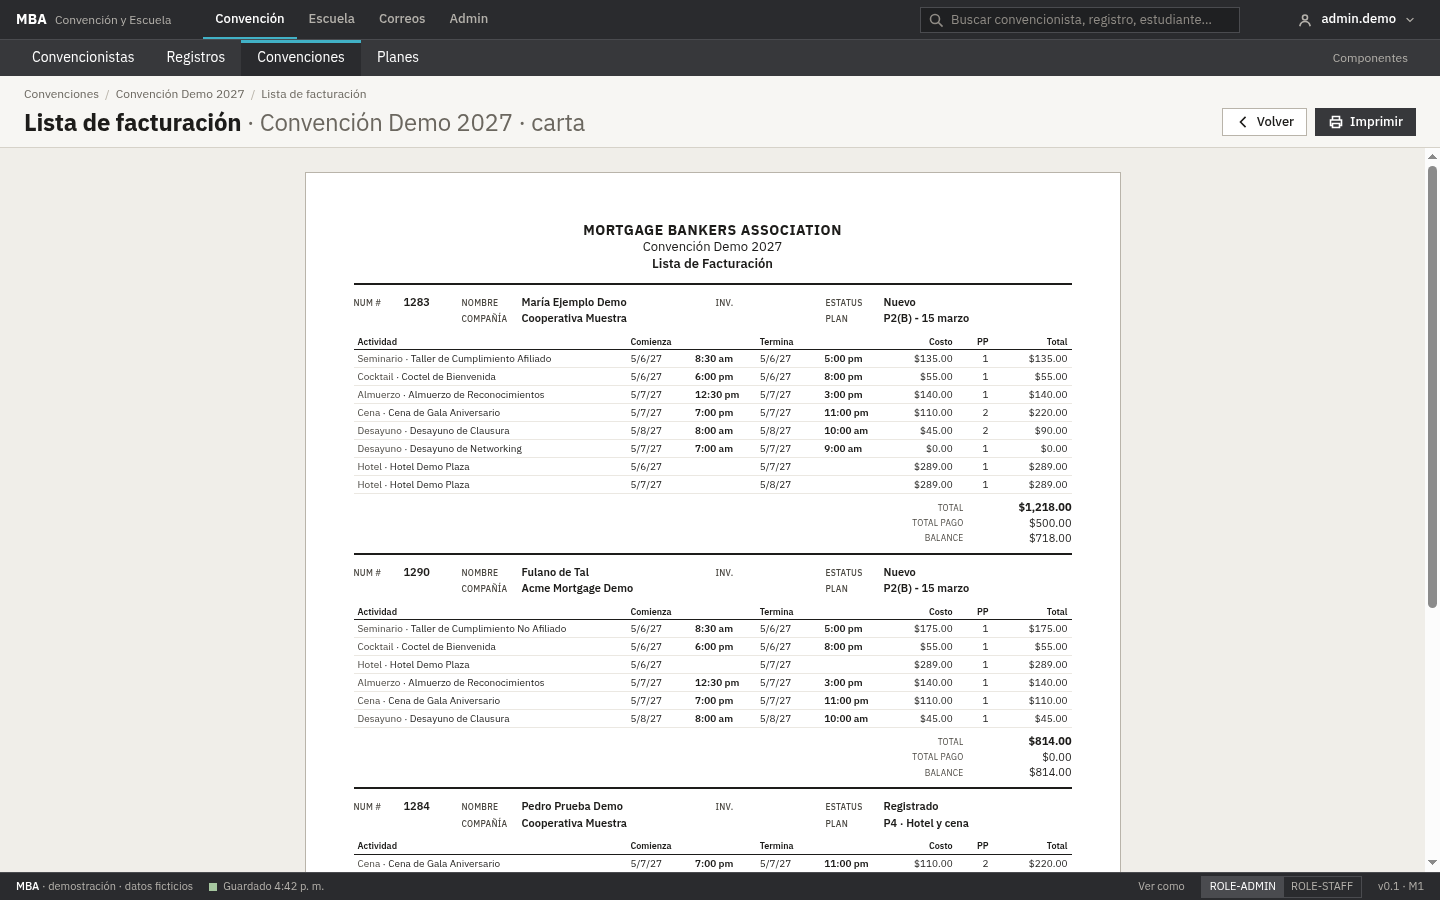 MBA Convención y Escuela Convención Escuela Correos Admin Buscar convencionista, registro, estudiante... admin.demo
Convencionistas Registros Convenciones Planes Componentes
Convenciones / Convención Demo 2027 / Lista de facturación
Lista de facturación · Convención Demo 2027 · carta Volver Imprimir
MORTGAGE BANKERS ASSOCIATION
Convención Demo 2027
Lista de Facturación
NUM # 1283 NOMBRE María Ejemplo Demo INV. ESTATUS Nuevo
COMPAÑÍA Cooperativa Muestra PLAN P2(B) - 15 marzo
Actividad Comienza Termina Costo PP Total
Seminario · Taller de Cumplimiento Afiliado 5/6/27 8:30 am 5/6/27 5:00 pm $135.00 1 $135.00
Cocktail · Coctel de Bienvenida 5/6/27 6:00 pm 5/6/27 8:00 pm $55.00 1 $55.00
Almuerzo · Almuerzo de Reconocimientos 5/7/27 12:30 pm 5/7/27 3:00 pm $140.00 1 $140.00
Cena · Cena de Gala Aniversario 5/7/27 7:00 pm 5/7/27 11:00 pm $110.00 2 $220.00
Desayuno · Desayuno de Clausura 5/8/27 8:00 am 5/8/27 10:00 am $45.00 2 $90.00
Desayuno · Desayuno de Networking 5/7/27 7:00 am 5/7/27 9:00 am $0.00 1 $0.00
Hotel · Hotel Demo Plaza 5/6/27 5/7/27 $289.00 1 $289.00
Hotel · Hotel Demo Plaza 5/7/27 5/8/27 $289.00 1 $289.00
TOTAL $1,218.00
TOTAL PAGO $500.00
BALANCE $718.00
NUM # 1290 NOMBRE Fulano de Tal INV. ESTATUS Nuevo
COMPAÑÍA Acme Mortgage Demo PLAN P2(B) - 15 marzo
Actividad Comienza Termina Costo PP Total
Seminario · Taller de Cumplimiento No Afiliado 5/6/27 8:30 am 5/6/27 5:00 pm $175.00 1 $175.00
Cocktail · Coctel de Bienvenida 5/6/27 6:00 pm 5/6/27 8:00 pm $55.00 1 $55.00
Hotel · Hotel Demo Plaza 5/6/27 5/7/27 $289.00 1 $289.00
Almuerzo · Almuerzo de Reconocimientos 5/7/27 12:30 pm 5/7/27 3:00 pm $140.00 1 $140.00
Cena · Cena de Gala Aniversario 5/7/27 7:00 pm 5/7/27 11:00 pm $110.00 1 $110.00
Desayuno · Desayuno de Clausura 5/8/27 8:00 am 5/8/27 10:00 am $45.00 1 $45.00
TOTAL $814.00
TOTAL PAGO $0.00
BALANCE $814.00
NUM # 1284 NOMBRE Pedro Prueba Demo INV. ESTATUS Registrado
COMPAÑÍA Cooperativa Muestra PLAN P4 · Hotel y cena
Actividad Comienza Termina Costo PP Total
Cena · Cena de Gala Aniversario 5/7/27 7:00 pm 5/7/27 11:00 pm $110.00 2 $220.00
MBA · demostración · datos ficticios Guardado 4:42 p. m. Ver como ROLE-ADMIN ROLE-STAFF v0.1 · M1